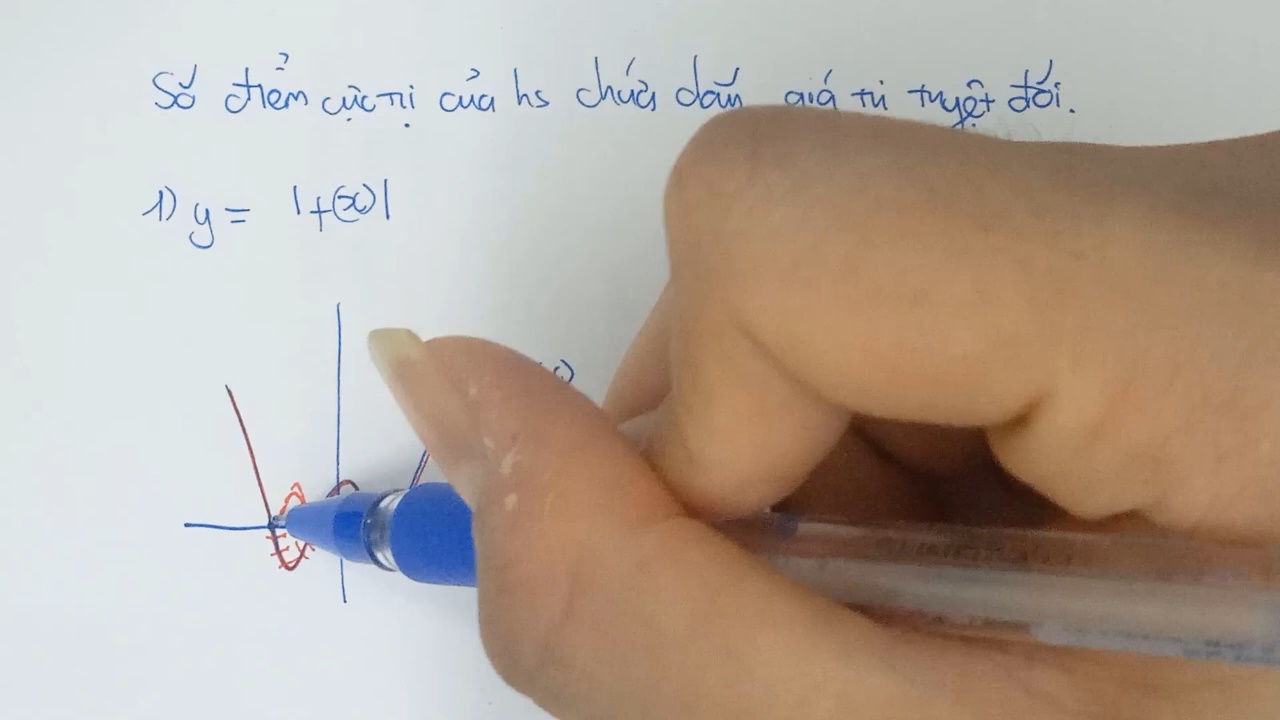 Số điểm cực trị của hs chứa dấu giá trị tuyệt đối.
1) y = |f(x)|